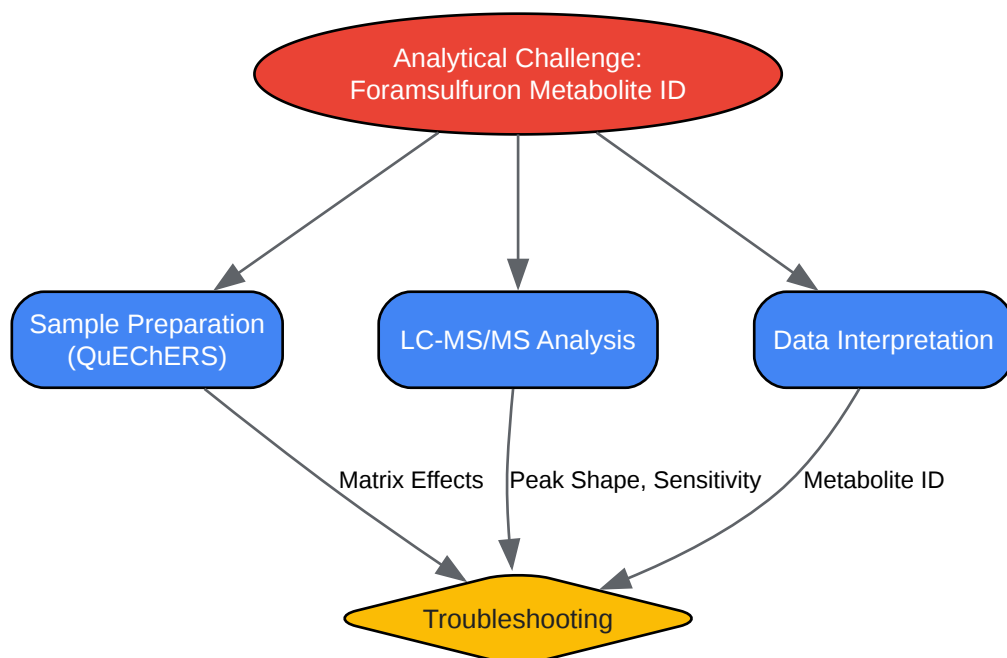 Analytical Challenge:
Foramsulfuron Metabolite ID
Sample Preparation
(QuEChERS)
LC-MS/MS Analysis
Data Interpretation
Matrix Effects
Peak Shape, Sensitivity
Metabolite ID
Troubleshooting